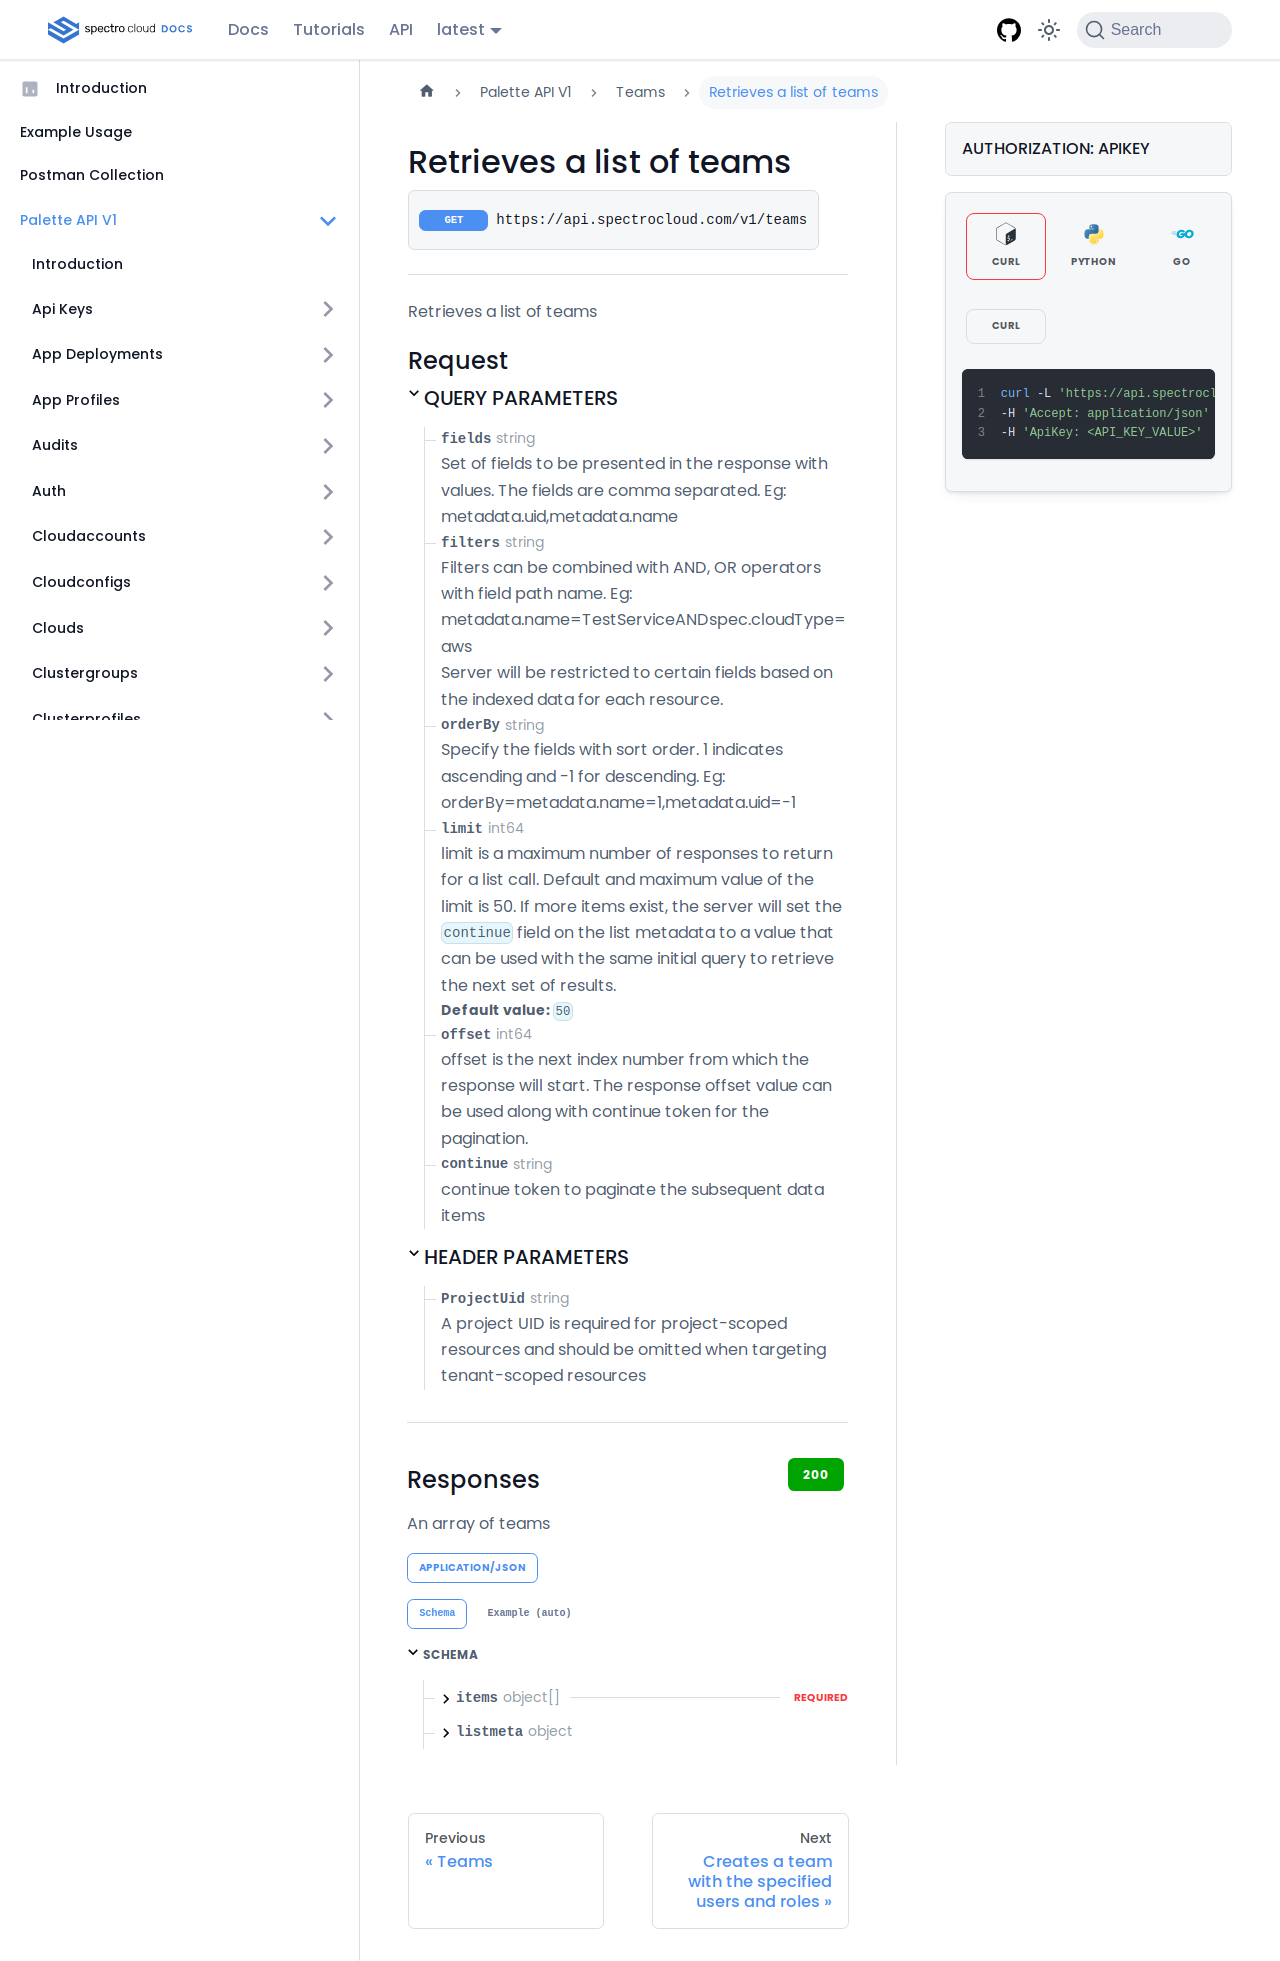 spectro cloud DOCS
Docs
Tutorials
API
latest
Search
Introduction
Example Usage
Postman Collection
Palette API V1
Introduction
Api Keys
App Deployments
App Profiles
Audits
Auth
Cloudaccounts
Cloudconfigs
Clouds
Clustergroups
Clusterprofiles
Palette API V1
Teams
Retrieves a list of teams
Retrieves a list of teams
GET https://api.spectrocloud.com/v1/teams
Retrieves a list of teams
Request
QUERY PARAMETERS
fields string
Set of fields to be presented in the response with
values. The fields are comma separated. Eg:
metadata.uid,metadata.name
filters string
Filters can be combined with AND, OR operators
with field path name. Eg:
metadata.name=TestServiceANDspec.cloudType=
aws
Server will be restricted to certain fields based on
the indexed data for each resource.
orderBy string
Specify the fields with sort order. 1 indicates
ascending and -1 for descending. Eg:
orderBy=metadata.name=1,metadata.uid=-1
limit int64
limit is a maximum number of responses to return
for a list call. Default and maximum value of the
limit is 50. If more items exist, the server will set the
continue field on the list metadata to a value that
can be used with the same initial query to retrieve
the next set of results.
Default value: 50
offset int64
offset is the next index number from which the
response will start. The response offset value can
be used along with continue token for the
pagination.
continue string
continue token to paginate the subsequent data
items
HEADER PARAMETERS
ProjectUid string
A project UID is required for project-scoped
resources and should be omitted when targeting
tenant-scoped resources
Responses
200
An array of teams
APPLICATION/JSON
Schema
Example (auto)
SCHEMA
items object[]
REQUIRED
listmeta object
Previous
« Teams
Next
Creates a team
with the specified
users and roles »
AUTHORIZATION: APIKEY
CURL
PYTHON
GO
CURL
1 curl -L 'https://api.spectrocl
2 -H 'Accept: application/json'
3 -H 'ApiKey: <API_KEY_VALUE>'